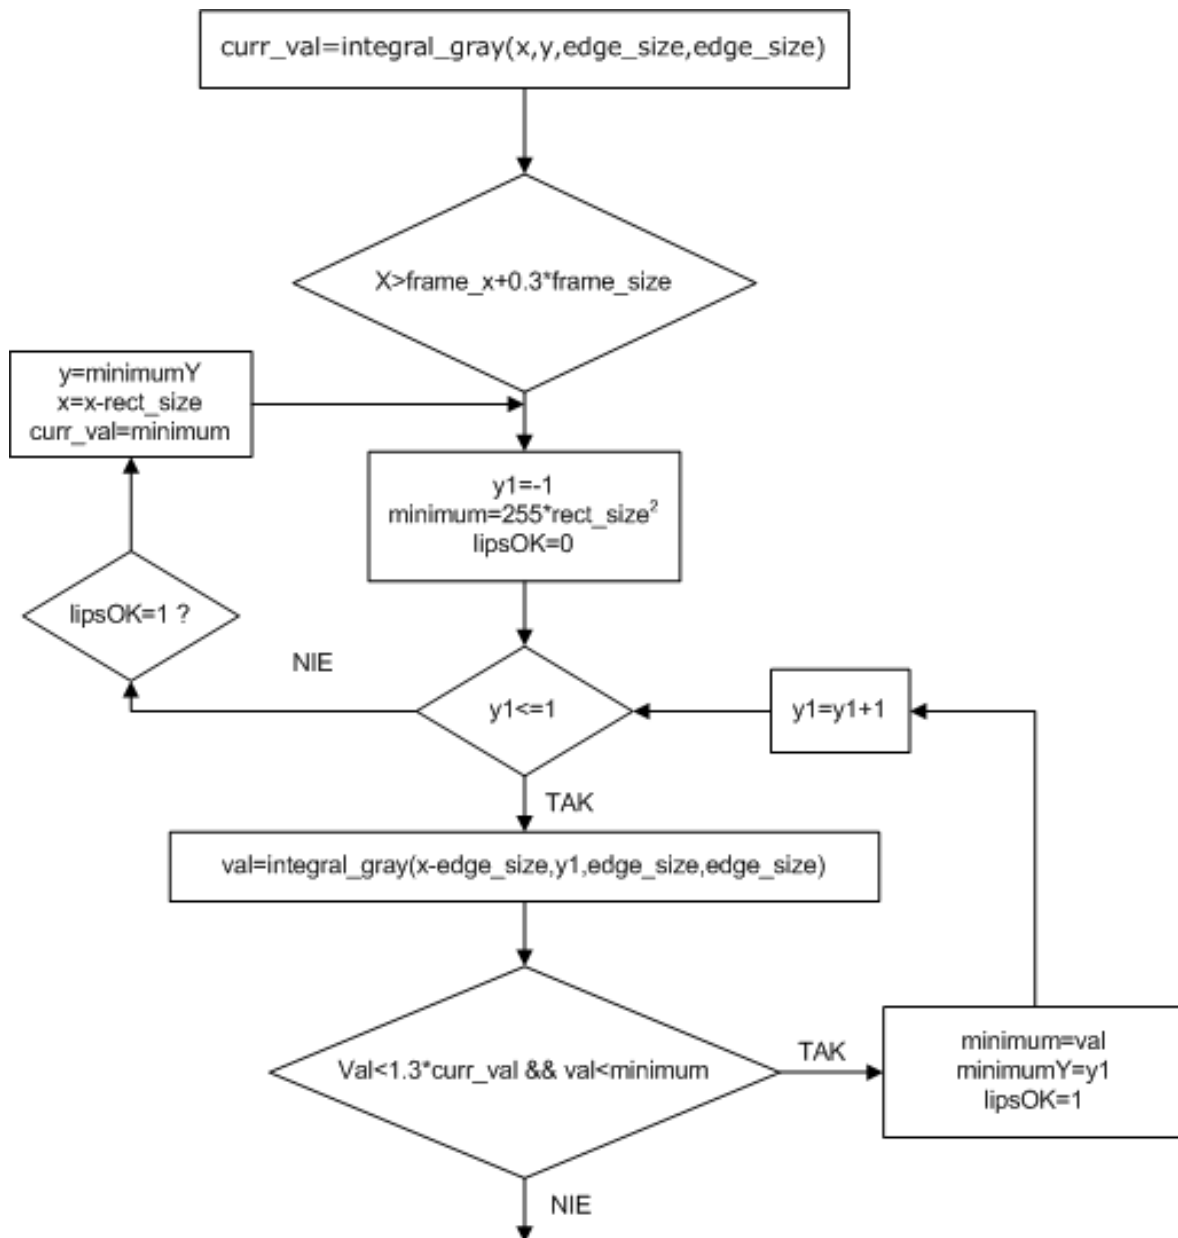 curr_val=integral_gray(x,y,edge_size,edge_size)
X>frame_x+0.3*frame_size
y=minimumY
x=x-rect_size
curr_val=minimum
y1=-1
minimum=255*rect_size²
lipsOK=0
lipsOK=1 ?
NIE
y1<=1
y1=y1+1
TAK
val=integral_gray(x-edge_size,y1,edge_size,edge_size)
Val<1.3*curr_val && val<minimum
TAK
minimum=val
minimumY=y1
lipsOK=1
NIE